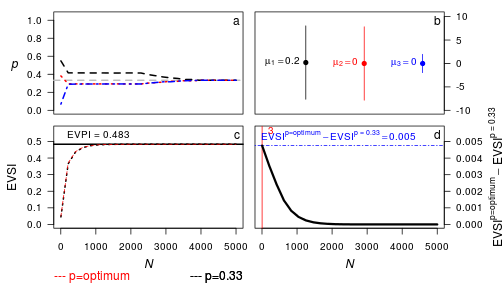 a
1.0
0.8
0.6
0.4
0.2
0.0
p
b
10
5
0
-5
-10
μ1 = 0.2
μ2 = 0
μ3 = 0
c
EVPI = 0.483
0.5
0.4
0.3
0.2
0.1
0.0
EVSI
0 1000 2000 3000 4000 5000
N
d
3
EVSI^p=optimum − EVSI^p = 0.33 = 0.005
0.005
0.004
0.003
0.002
0.001
0.000
EVSI^p=optimum − EVSI^p = 0.33
0 1000 2000 3000 4000 5000
N
--- p=optimum
--- p=0.33